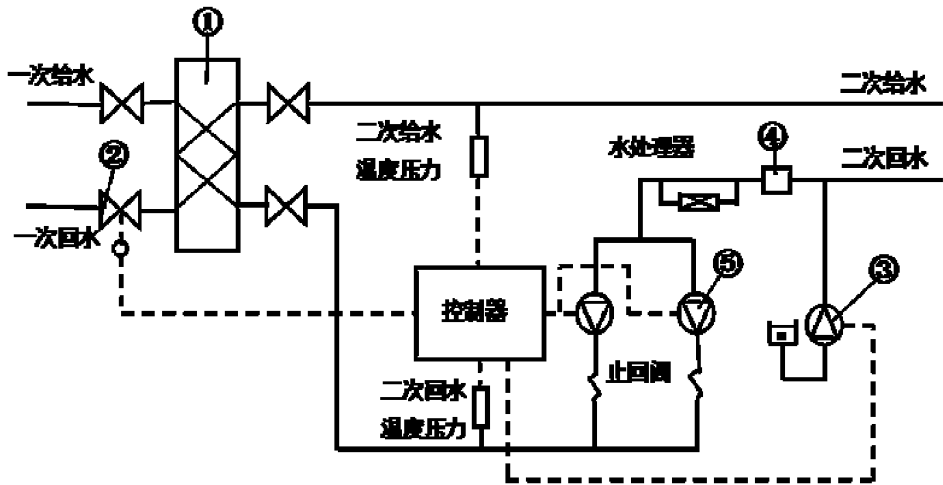 ①
一次给水
二次给水
二次给水
温度压力
水处理器
④
二次回水
②
一次回水
控制器
⑤
③
止回阀
二次回水
温度压力